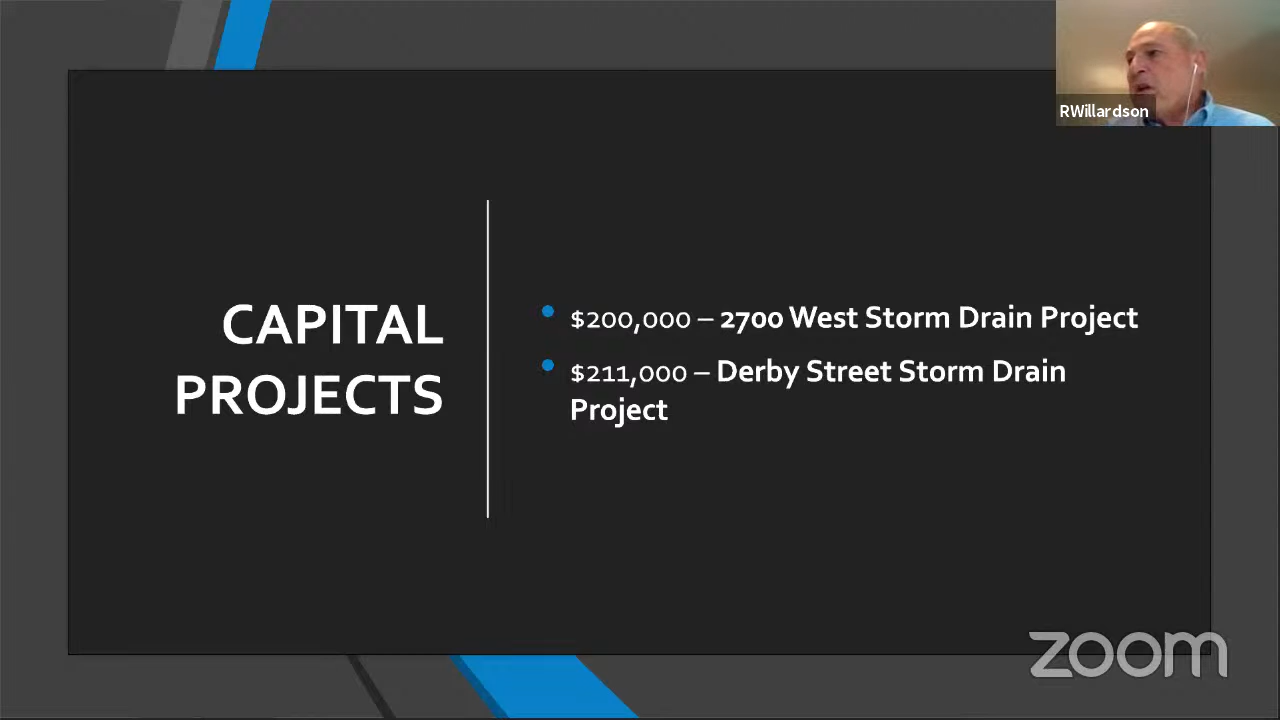 RWillardson
CAPITAL
PROJECTS
$200,000 – 2700 West Storm Drain Project
$211,000 – Derby Street Storm Drain
Project
zoom